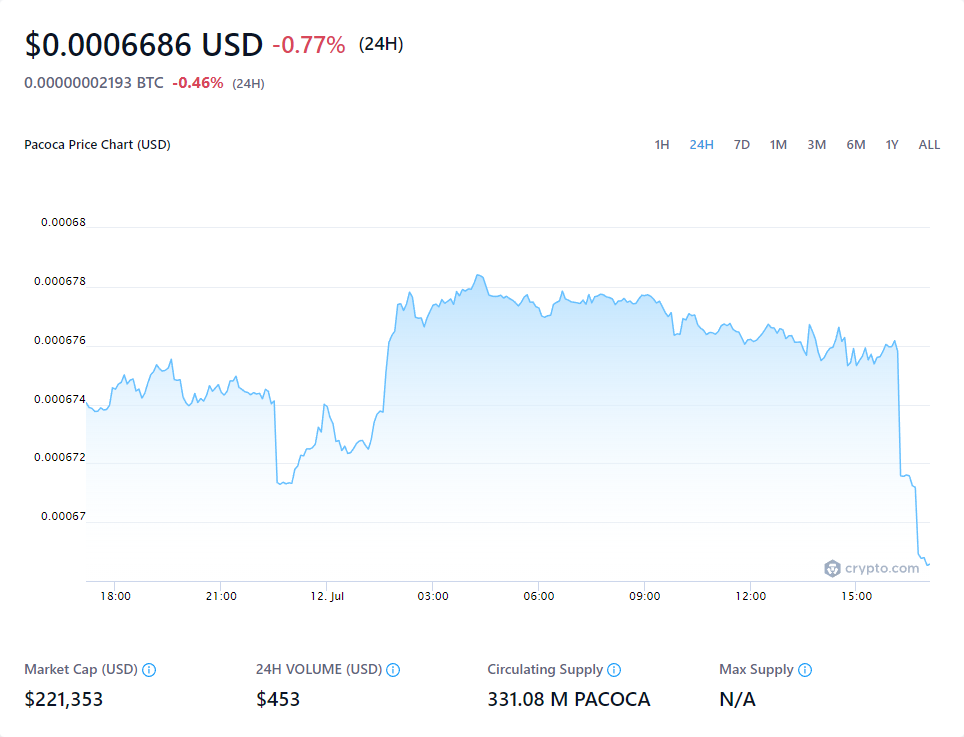 $0.0006686 USD -0.77% (24H)
0.00000002193 BTC -0.46% (24H)
Pacoca Price Chart (USD) 1H 24H 7D 1M 3M 6M 1Y ALL
0.00068
0.000678
0.000676
0.000674
0.000672
0.00067
crypto.com
18:00 21:00 12. Jul 03:00 06:00 09:00 12:00 15:00
Market Cap (USD) 24H VOLUME (USD) Circulating Supply Max Supply
$221,353 $453 331.08 M PACOCA N/A